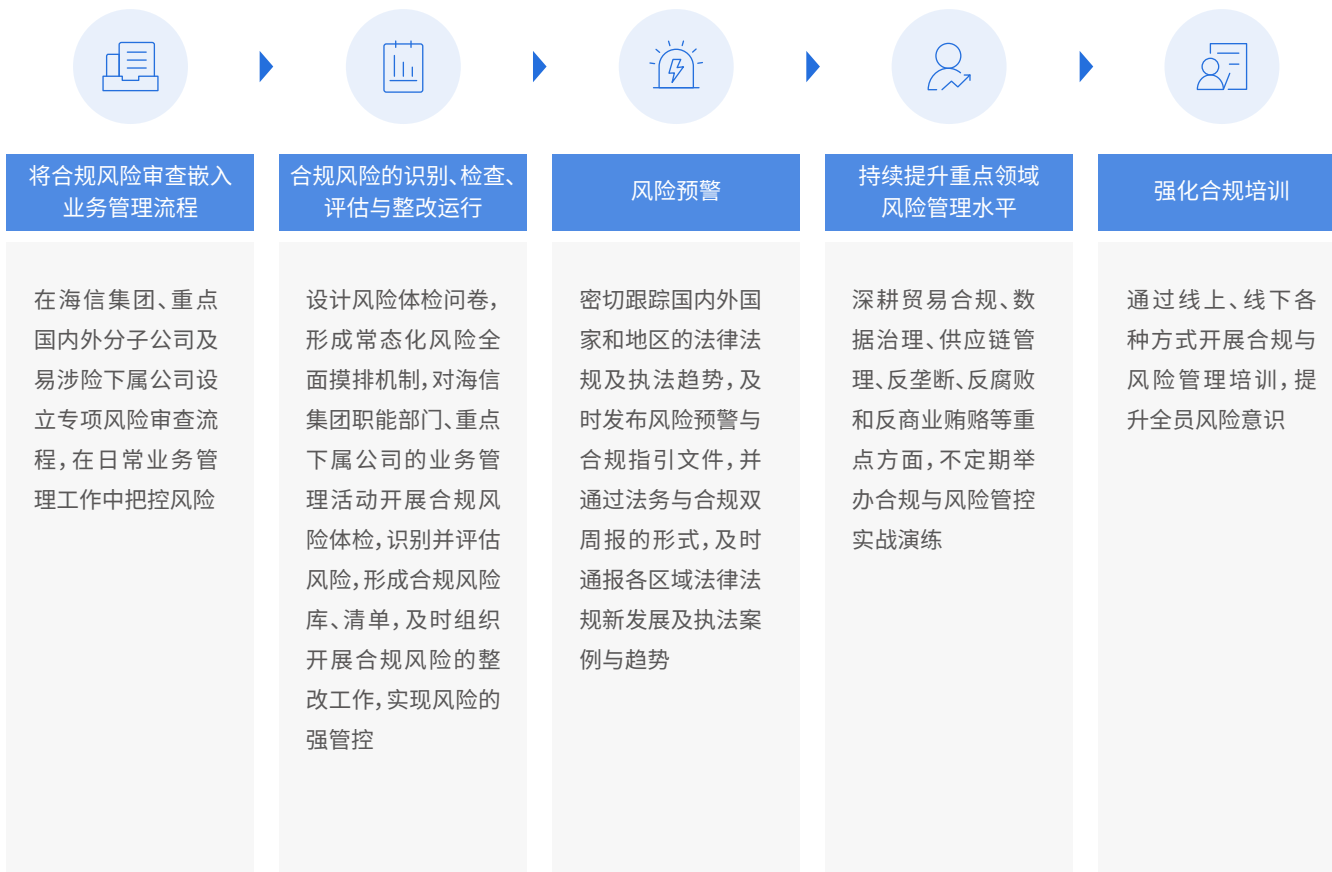 将合规风险审查嵌入
业务管理流程
在海信集团、重点
国内外分子公司及
易涉险下属公司设
立专项风险审查流
程,在日常业务管
理工作中把控风险
合规风险的识别、检查、
评估与整改运行
设计风险体检问卷,
形成常态化风险全
面摸排机制,对海信
集团职能部门、重点
下属公司的业务管
理活动开展合规风
险体检,识别并评估
风险,形成合规风险
库、清单,及时组织
开展合规风险的整
改工作,实现风险的
强管控
风险预警
密切跟踪国内外国
家和地区的法律法
规及执法趋势,及
时发布风险预警与
合规指引文件,并
通过法务与合规双
周报的形式,及时
通报各区域法律法
规新发展及执法案
例与趋势
持续提升重点领域
风险管理水平
深耕贸易合规、数
据治理、供应链管
理、反垄断、反腐败
和反商业贿赂等重
点方面,不定期举
办合规与风险管控
实战演练
强化合规培训
通过线上、线下各
种方式开展合规与
风险管理培训,提
升全员风险意识